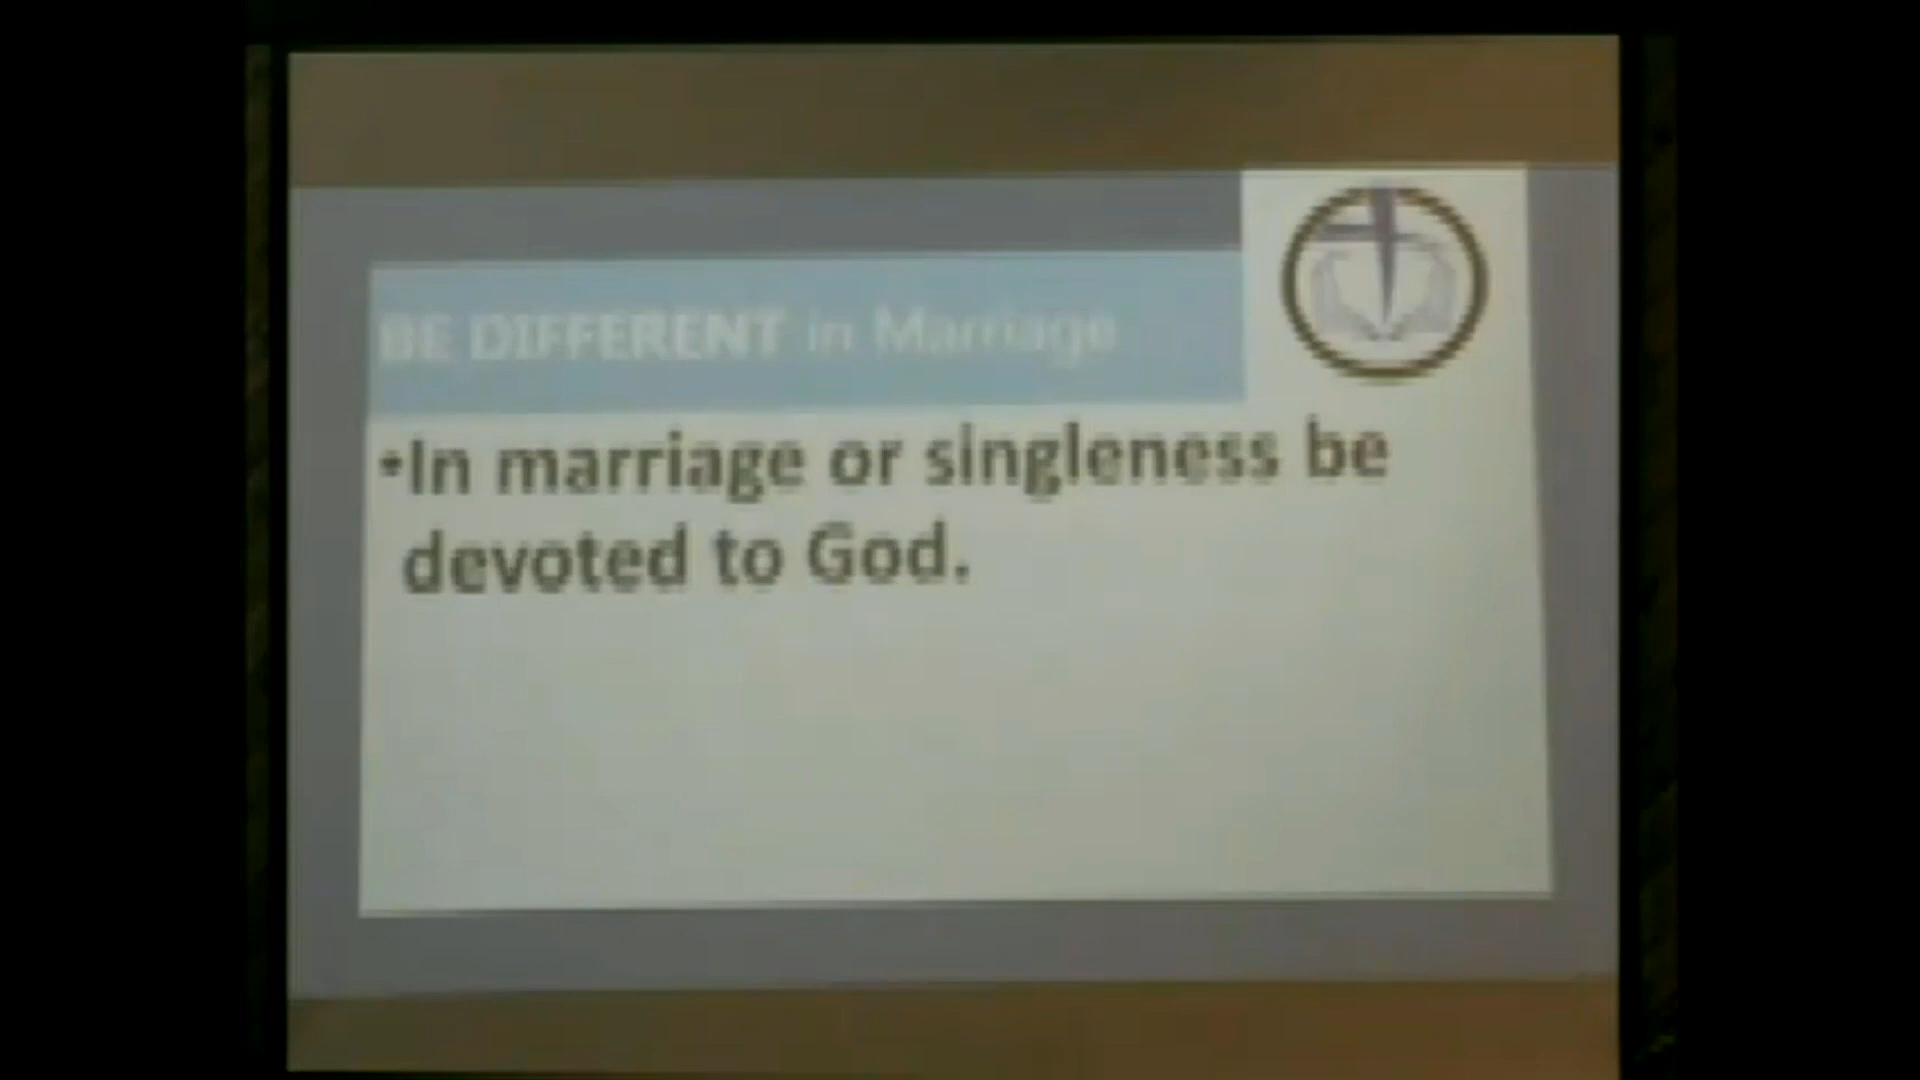 BE DIFFERENT in Marriage
•In marriage or singleness be
devoted to God.